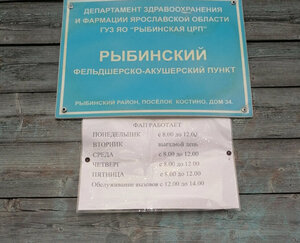 ДЕПАРТАМЕНТ ЗДРАВООХРАНЕНИЯ
И ФАРМАЦИИ ЯРОСЛАВСКОЙ ОБЛАСТИ
ГУЗ ЯО "РЫБИНСКАЯ ЦРП"
РЫБИНСКИЙ
ФЕЛЬДШЕРСКО-АКУШЕРСКИЙ ПУНКТ
РЫБИНСКИЙ РАЙОН, ПОСЁЛОК КОСТИНО, ДОМ 34.
ФАП РАБОТАЕТ
ПОНЕДЕЛЬНИК с 8.00 до 12.00
ВТОРНИК выездной день
СРЕДА с 8.00 до 12.00
ЧЕТВЕРГ с 8.00 до 12.00
ПЯТНИЦА с 8.00 до 12.00
Обслуживание вызовов с 12.00 до 14.00